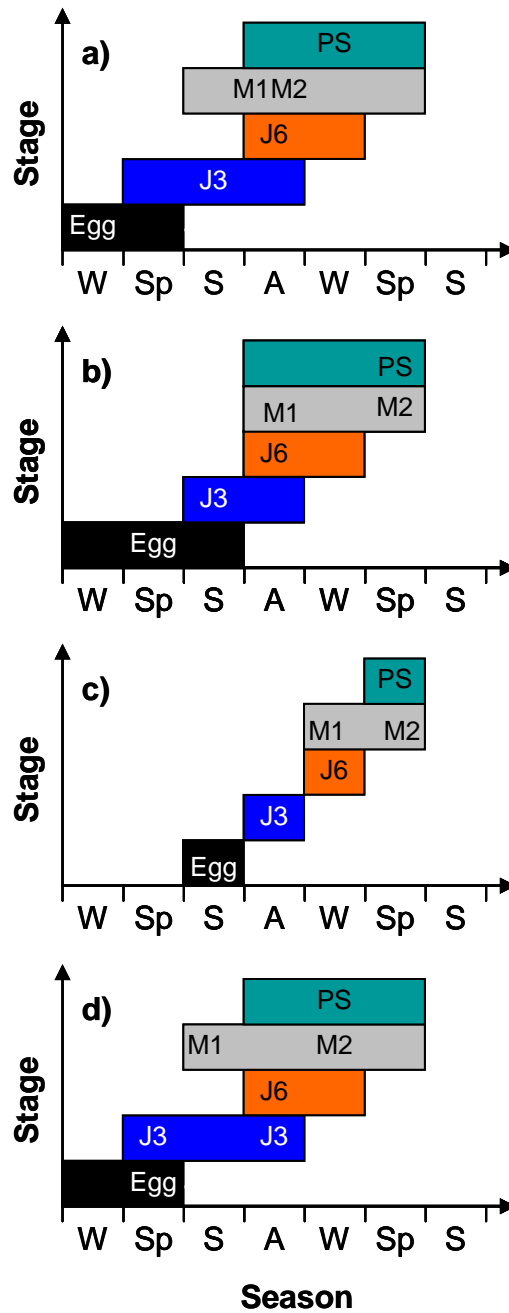 a)
PS
M1M2
J6
J3
Egg
Stage
W Sp S A W Sp S
b)
PS
M1 M2
J6
J3
Egg
Stage
W Sp S A W Sp S
c)
PS
M1 M2
J6
J3
Egg
Stage
W Sp S A W Sp S
d)
PS
M1 M2
J6
J3 J3
Egg
Stage
W Sp S A W Sp S
Season